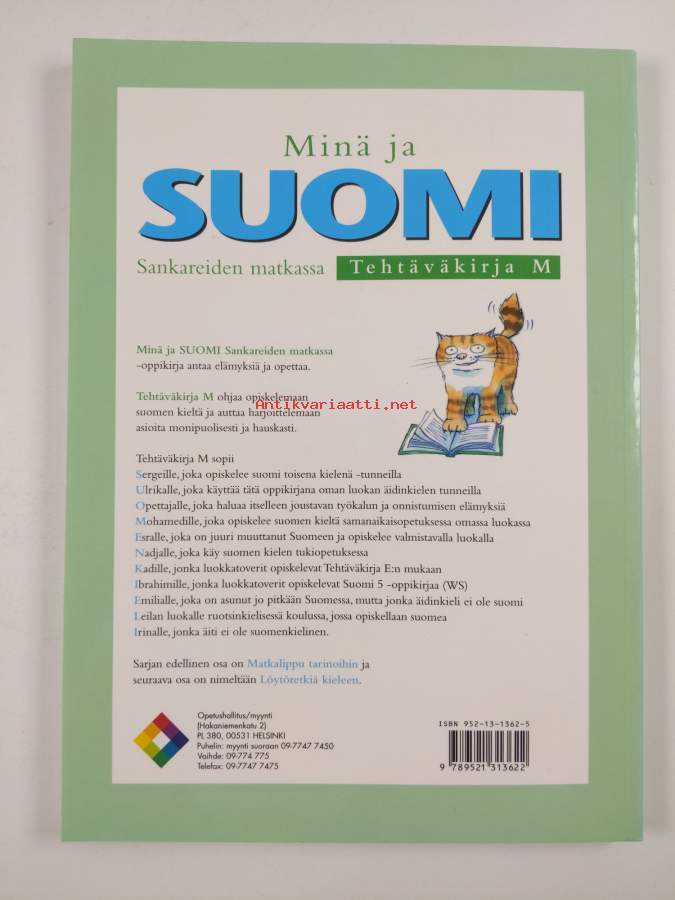 Minä ja
SUOMI
Sankareiden matkassa Tehtäväkirja M
Minä ja SUOMI Sankareiden matkassa
-oppikirja antaa elämyksiä ja opettaa.
Tehtäväkirja M ohjaa opiskelemaan
suomen kieltä ja auttaa harjoittelemaan
asioita monipuolisesti ja hauskasti.
Antikvariaatti.net
Tehtäväkirja M sopii
Sergeille, joka opiskelee suomi toisena kielenä -tunneilla
Ulrikalle, joka käyttää tätä oppikirjana oman luokan äidinkielen tunneilla
Opettajalle, joka haluaa itselleen joustavan työkalun ja onnistumisen elämyksiä
Mohamedille, joka opiskelee suomen kieltä samanaikaisopetuksessa omassa luokassa
Esralle, joka on juuri muuttanut Suomeen ja opiskelee valmistavalla luokalla
Nadjalle, joka käy suomen kielen tukiopetuksessa
Kadille, jonka luokkatoverit opiskelevat Tehtäväkirja E:n mukaan
Ibrahimille, jonka luokkatoverit opiskelevat Suomi 5 -oppikirjaa (WS)
Emilialle, joka on asunut jo pitkään Suomessa, mutta jonka äidinkieli ei ole suomi
Leilan luokalle ruotsinkielisessä koulussa, jossa opiskellaan suomea
Irinalle, jonka äiti ei ole suomenkielinen.
Sarjan edellinen osa on Matkalippu tarinoihin ja
seuraava osa on nimeltään Löytöretkiä kieleen.
Opetushallitus/myynti
(Hakaniemenkatu 2)
PL 380, 00531 HELSINKI
Puhelin: myynti suoraan 09-7747 7450
Vaihde: 09-774 775
Telefax: 09-7747 7475
ISBN 952-13-1362-5
9 789521 313622